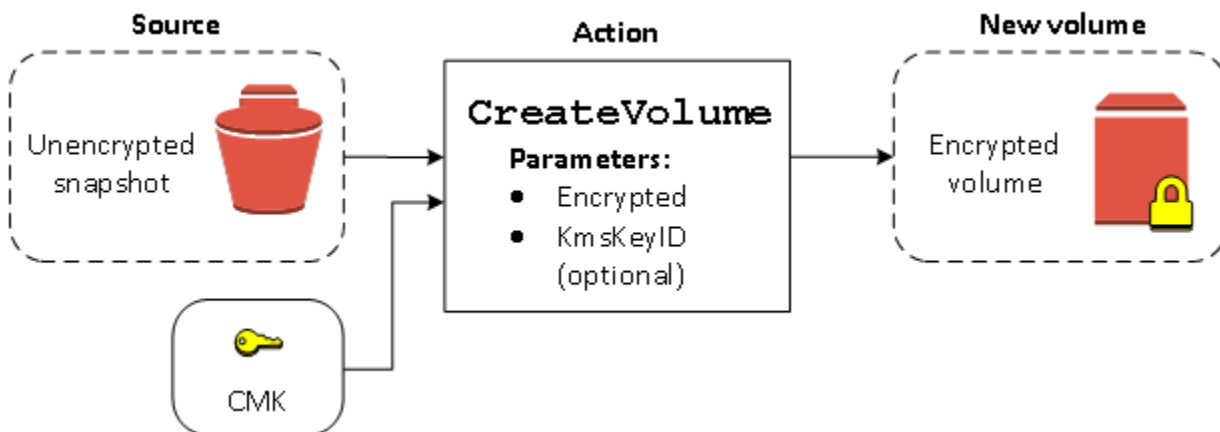 Source
Action
New volume
Unencrypted
snapshot
CreateVolume
Parameters:
● Encrypted
● KmsKeyID
(optional)
Encrypted
volume
CMK